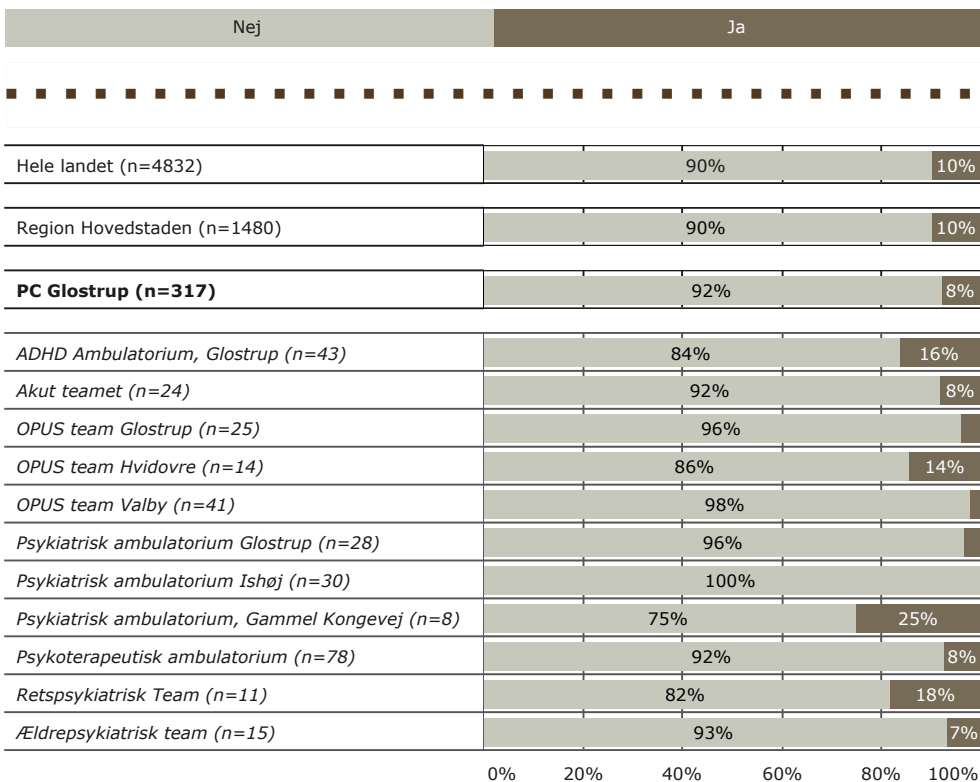 Nej Ja
Hele landet (n=4832) 90% 10%
Region Hovedstaden (n=1480) 90% 10%
PC Glostrup (n=317) 92% 8%
ADHD Ambulatorium, Glostrup (n=43) 84% 16%
Akut teamet (n=24) 92% 8%
OPUS team Glostrup (n=25) 96%
OPUS team Hvidovre (n=14) 86% 14%
OPUS team Valby (n=41) 98%
Psykiatrisk ambulatorium Glostrup (n=28) 96%
Psykiatrisk ambulatorium Ishøj (n=30) 100%
Psykiatrisk ambulatorium, Gammel Kongevej (n=8) 75% 25%
Psykoterapeutisk ambulatorium (n=78) 92% 8%
Retspsykiatrisk Team (n=11) 82% 18%
Ældrepsykiatrisk team (n=15) 93% 7%
0% 20% 40% 60% 80% 100%